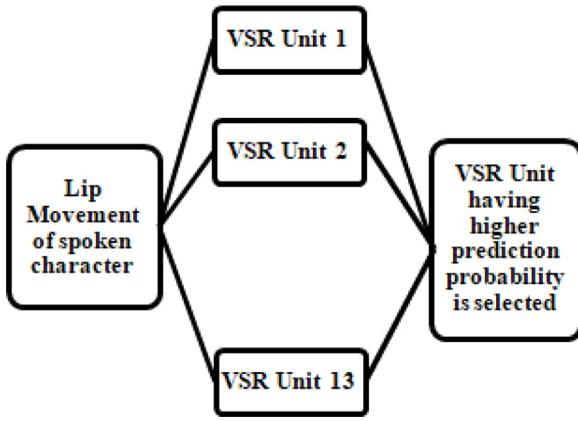 VSR Unit 1
VSR Unit 2
Lip
Movement
of spoken
character
VSR Unit
having
higher
prediction
probability
is selected
VSR Unit 13